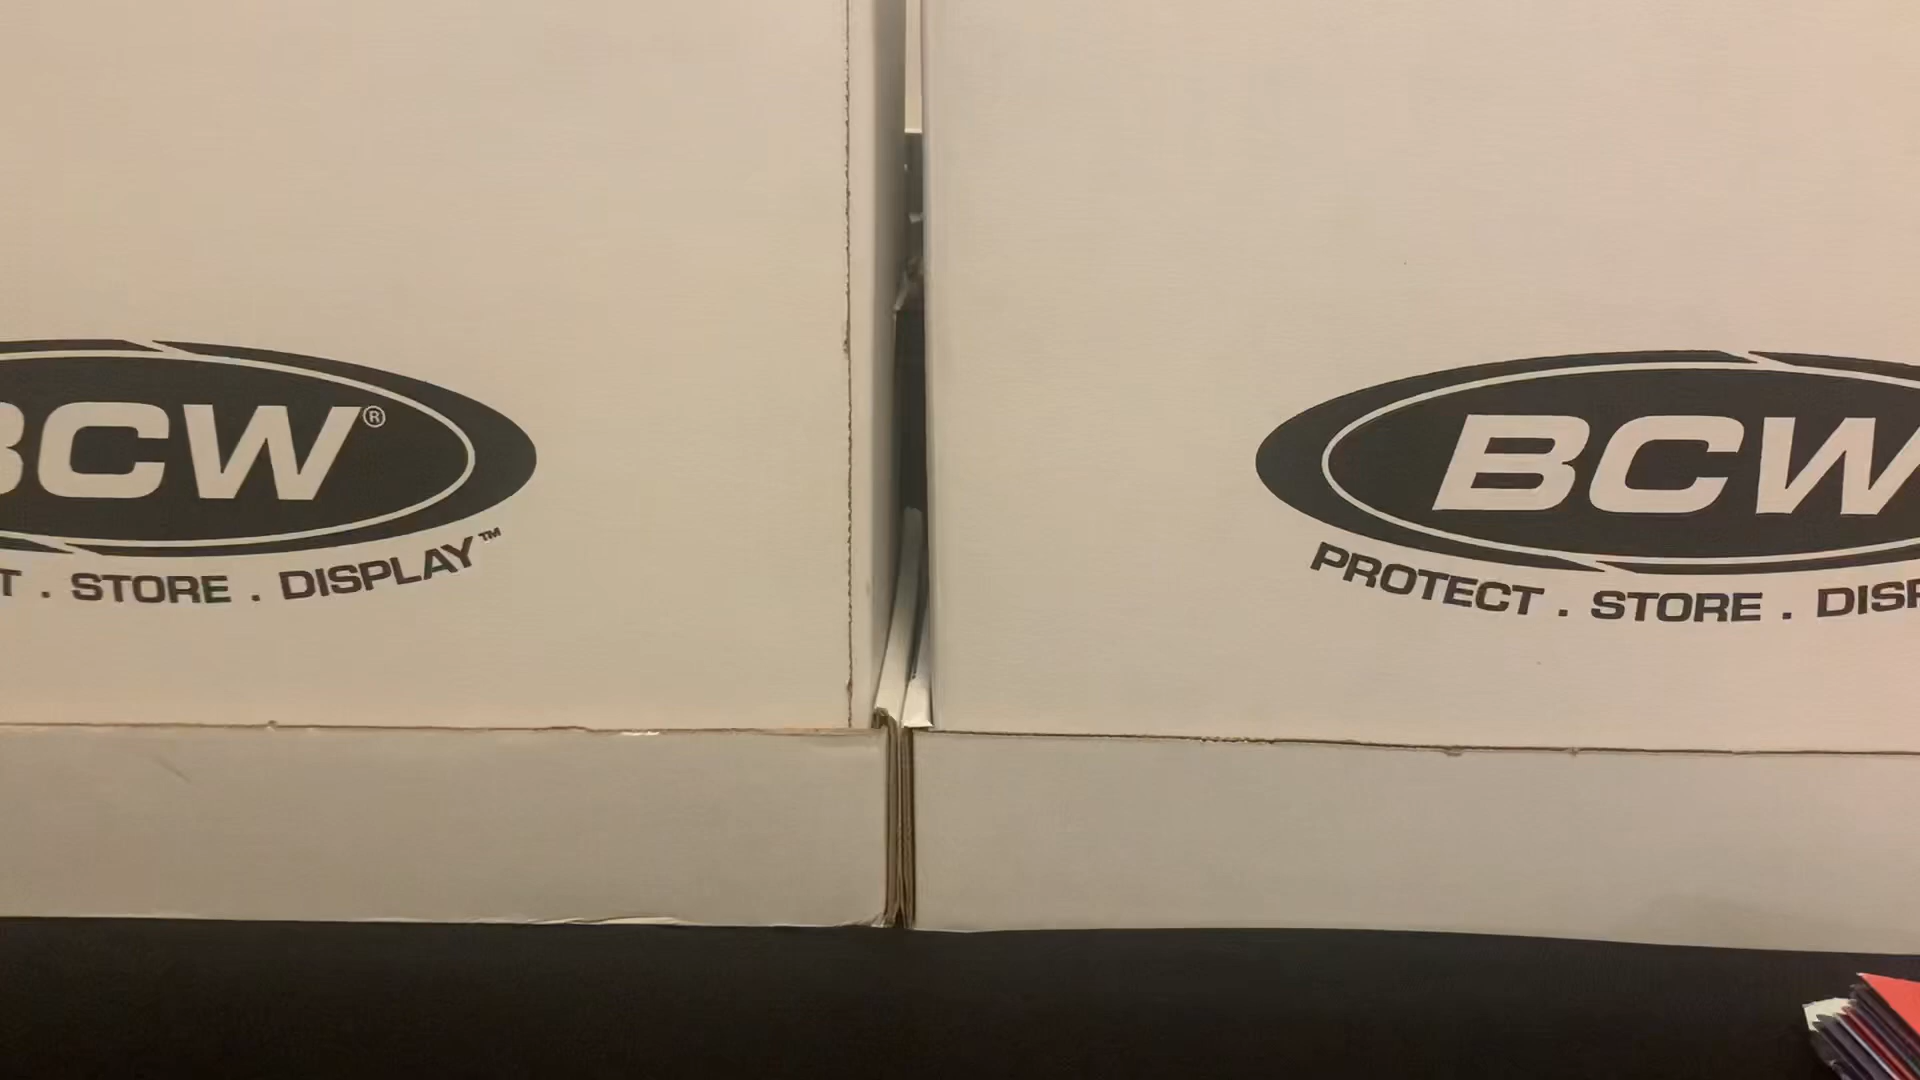 BCW®
T . STORE . DISPLAY™
BCW
PROTECT . STORE . DISP